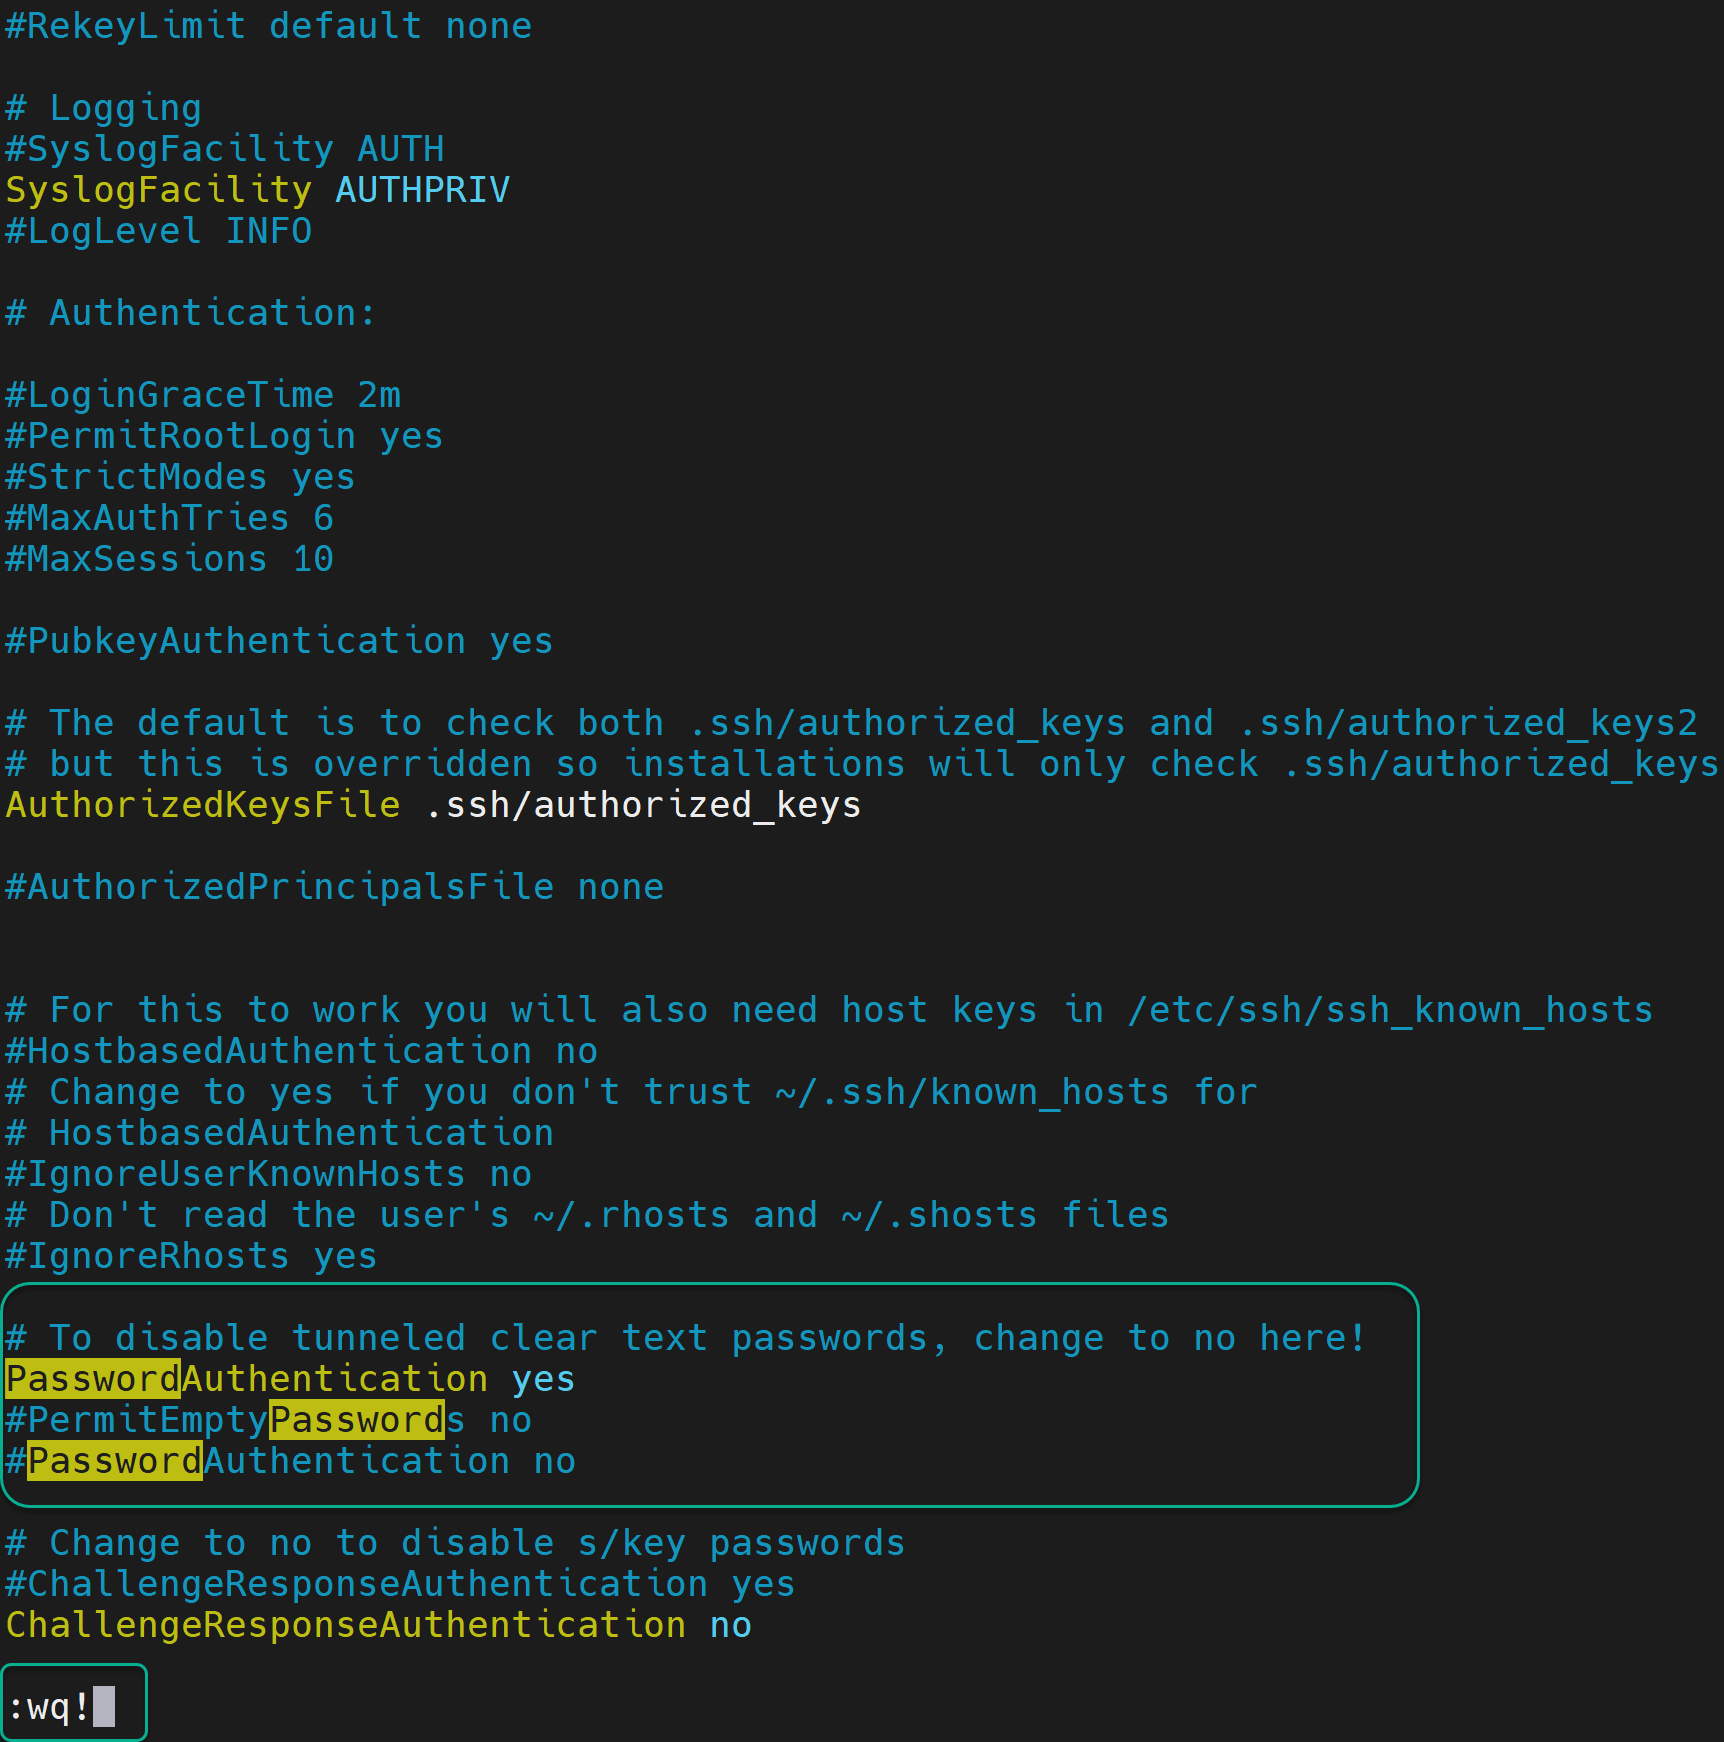 #RekeyLimit default none
# Logging
#SyslogFacility AUTH
SyslogFacility AUTHPRIV
#LogLevel INFO
# Authentication:
#LoginGraceTime 2m
#PermitRootLogin yes
#StrictModes yes
#MaxAuthTries 6
#MaxSessions 10
#PubkeyAuthentication yes
# The default is to check both .ssh/authorized_keys and .ssh/authorized_keys2
# but this is overridden so installations will only check .ssh/authorized_keys
AuthorizedKeysFile .ssh/authorized_keys
#AuthorizedPrincipalsFile none
# For this to work you will also need host keys in /etc/ssh/ssh_known_hosts
#HostbasedAuthentication no
# Change to yes if you don't trust ~/.ssh/known_hosts for
# HostbasedAuthentication
#IgnoreUserKnownHosts no
# Don't read the user's ~/.rhosts and ~/.shosts files
#IgnoreRhosts yes
# To disable tunneled clear text passwords, change to no here!
PasswordAuthentication yes
#PermitEmptyPasswords no
#PasswordAuthentication no
# Change to no to disable s/key passwords
#ChallengeResponseAuthentication yes
ChallengeResponseAuthentication no
:wq!